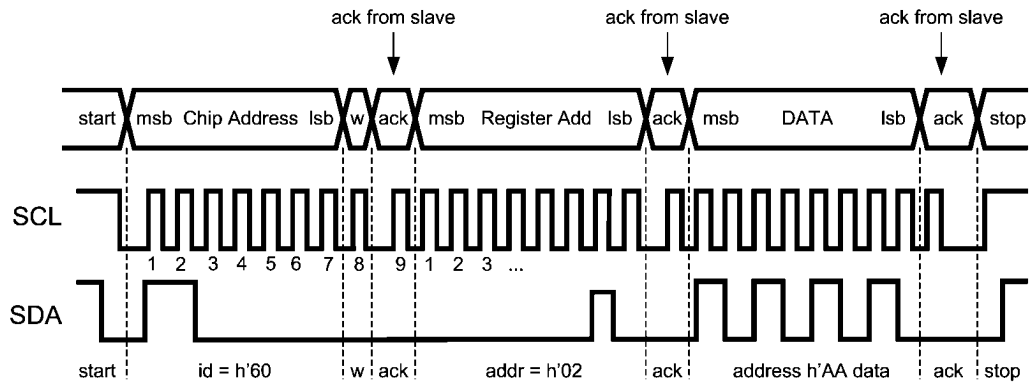 ack from slave ack from slave ack from slave
start msb Chip Address lsb w ack msb Register Add lsb ack msb DATA lsb ack stop
SCL
1 2 3 4 5 6 7 8 9 1 2 3 ...
SDA
start id = h'60 w ack addr = h'02 ack address h'AA data ack stop